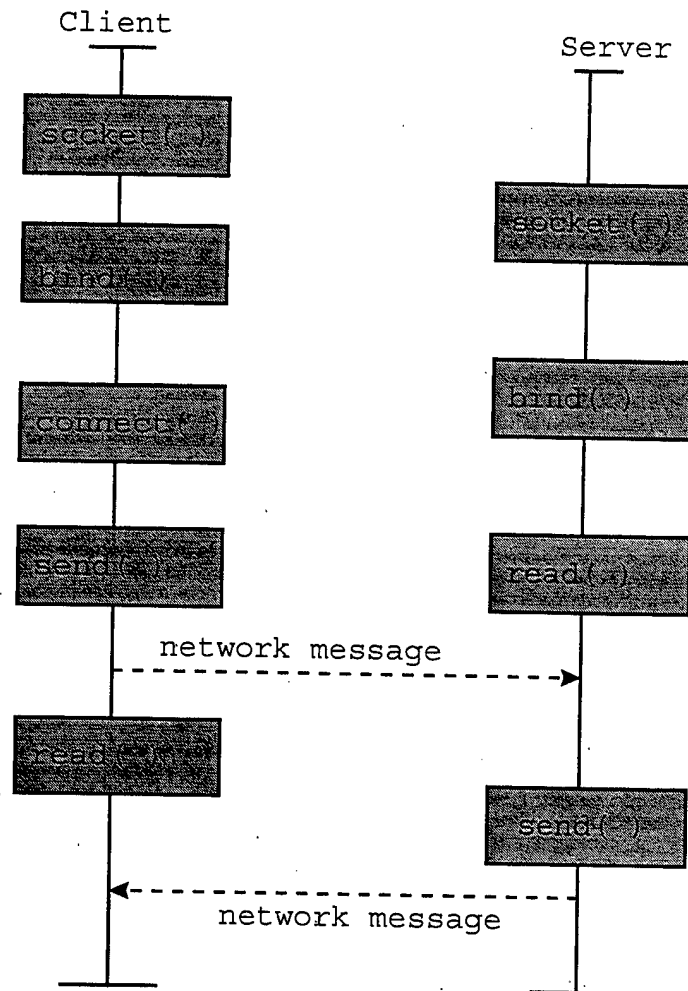 Client
Server
socket( )
socket( )
bind( )
bind( )
connect( )
send( )
read( )
network message
read( )
send( )
network message